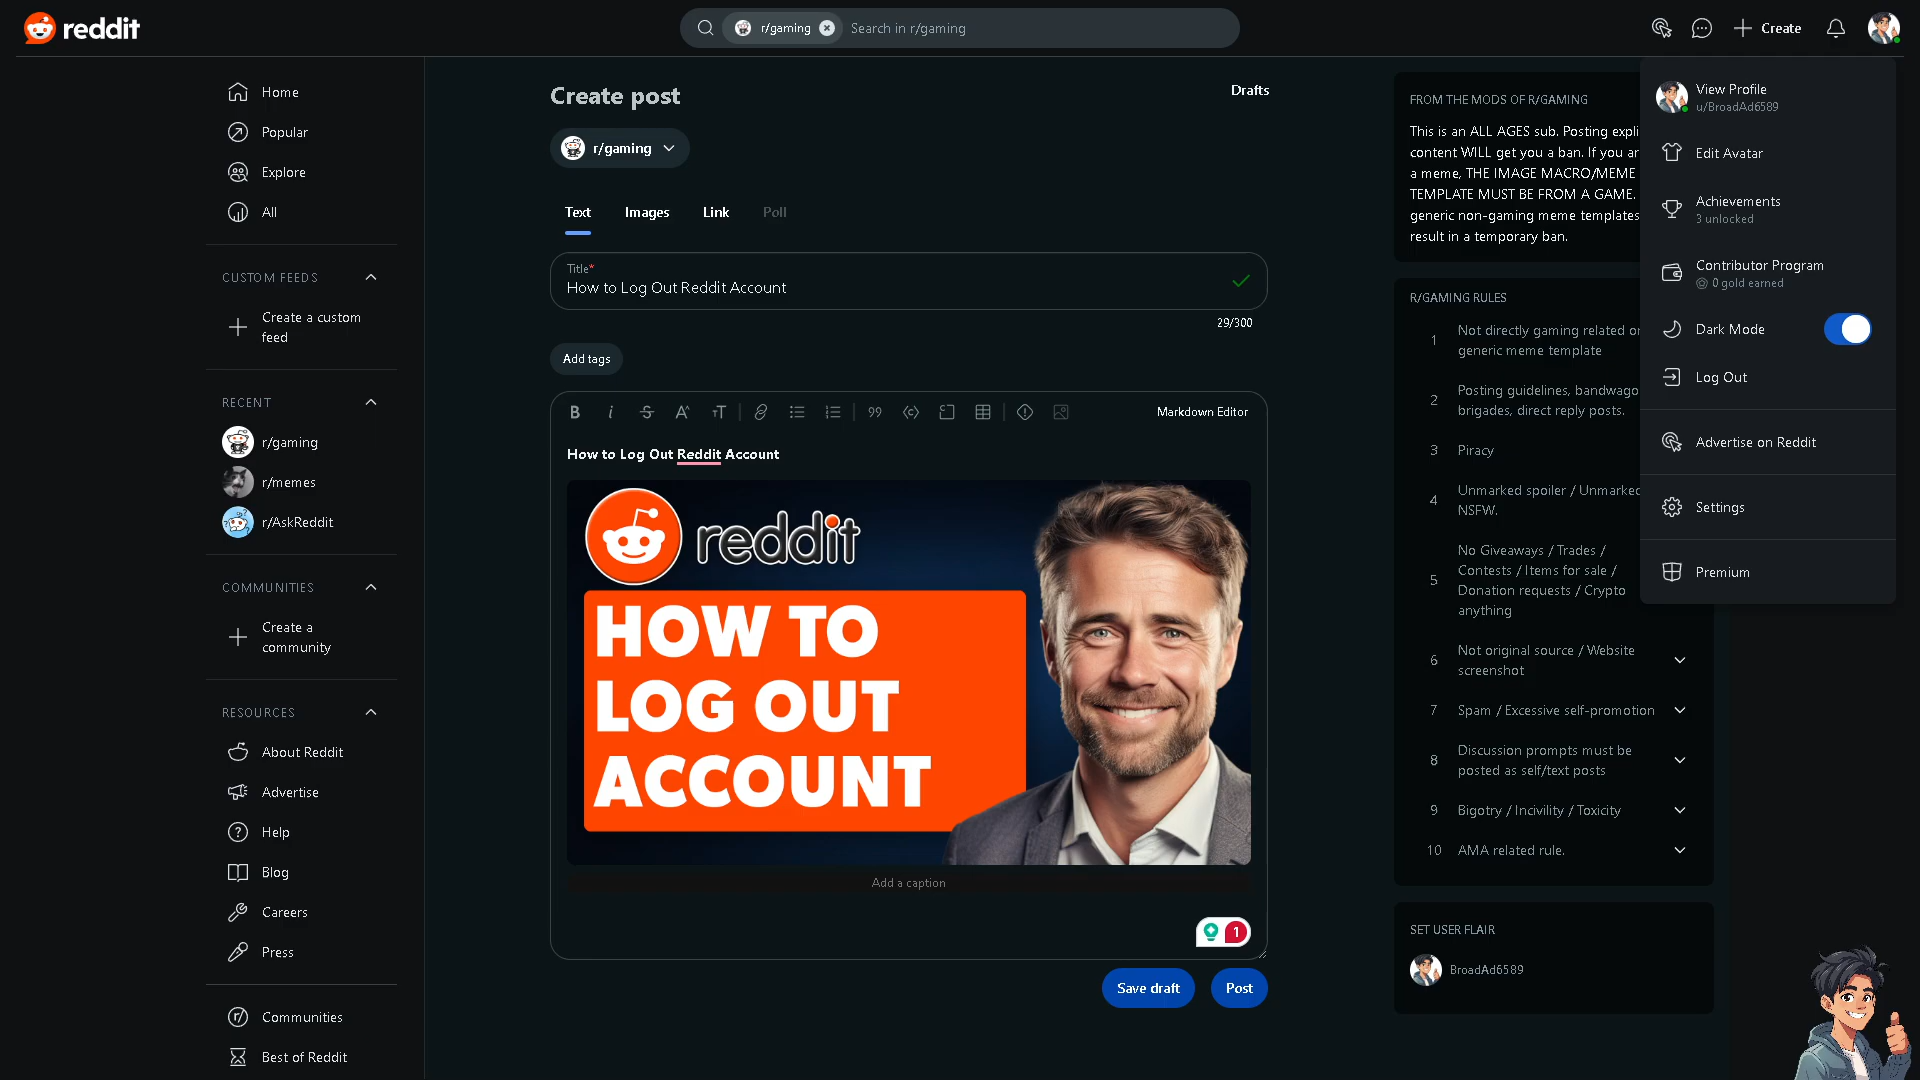 reddit
r/gaming
Search in r/gaming
Create
Home
Popular
Explore
All
CUSTOM FEEDS
Create a custom
feed
RECENT
r/gaming
r/memes
r/AskReddit
COMMUNITIES
Create a
community
RESOURCES
About Reddit
Advertise
Help
Blog
Careers
Press
Communities
Best of Reddit
Create post
Drafts
r/gaming
Text
Images
Link
Poll
Title*
How to Log Out Reddit Account
29/300
Add tags
Markdown Editor
How to Log Out Reddit Account
reddit
HOW TO
LOG OUT
ACCOUNT
Add a caption
1
Save draft
Post
FROM THE MODS OF R/GAMING
This is an ALL AGES sub. Posting expli
content WILL get you a ban. If you ar
a meme, THE IMAGE MACRO/MEME
TEMPLATE MUST BE FROM A GAME.
generic non-gaming meme templates
result in a temporary ban.
R/GAMING RULES
1 Not directly gaming related or
generic meme template
2 Posting guidelines, bandwago
brigades, direct reply posts.
3 Piracy
4 Unmarked spoiler / Unmarked
NSFW.
5 No Giveaways / Trades /
Contests / Items for sale /
Donation requests / Crypto
anything
6 Not original source / Website
screenshot
7 Spam / Excessive self-promotion
8 Discussion prompts must be
posted as self/text posts
9 Bigotry / Incivility / Toxicity
10 AMA related rule.
SET USER FLAIR
BroadAd6589
View Profile
u/BroadAd6589
Edit Avatar
Achievements
3 unlocked
Contributor Program
0 gold earned
Dark Mode
Log Out
Advertise on Reddit
Settings
Premium